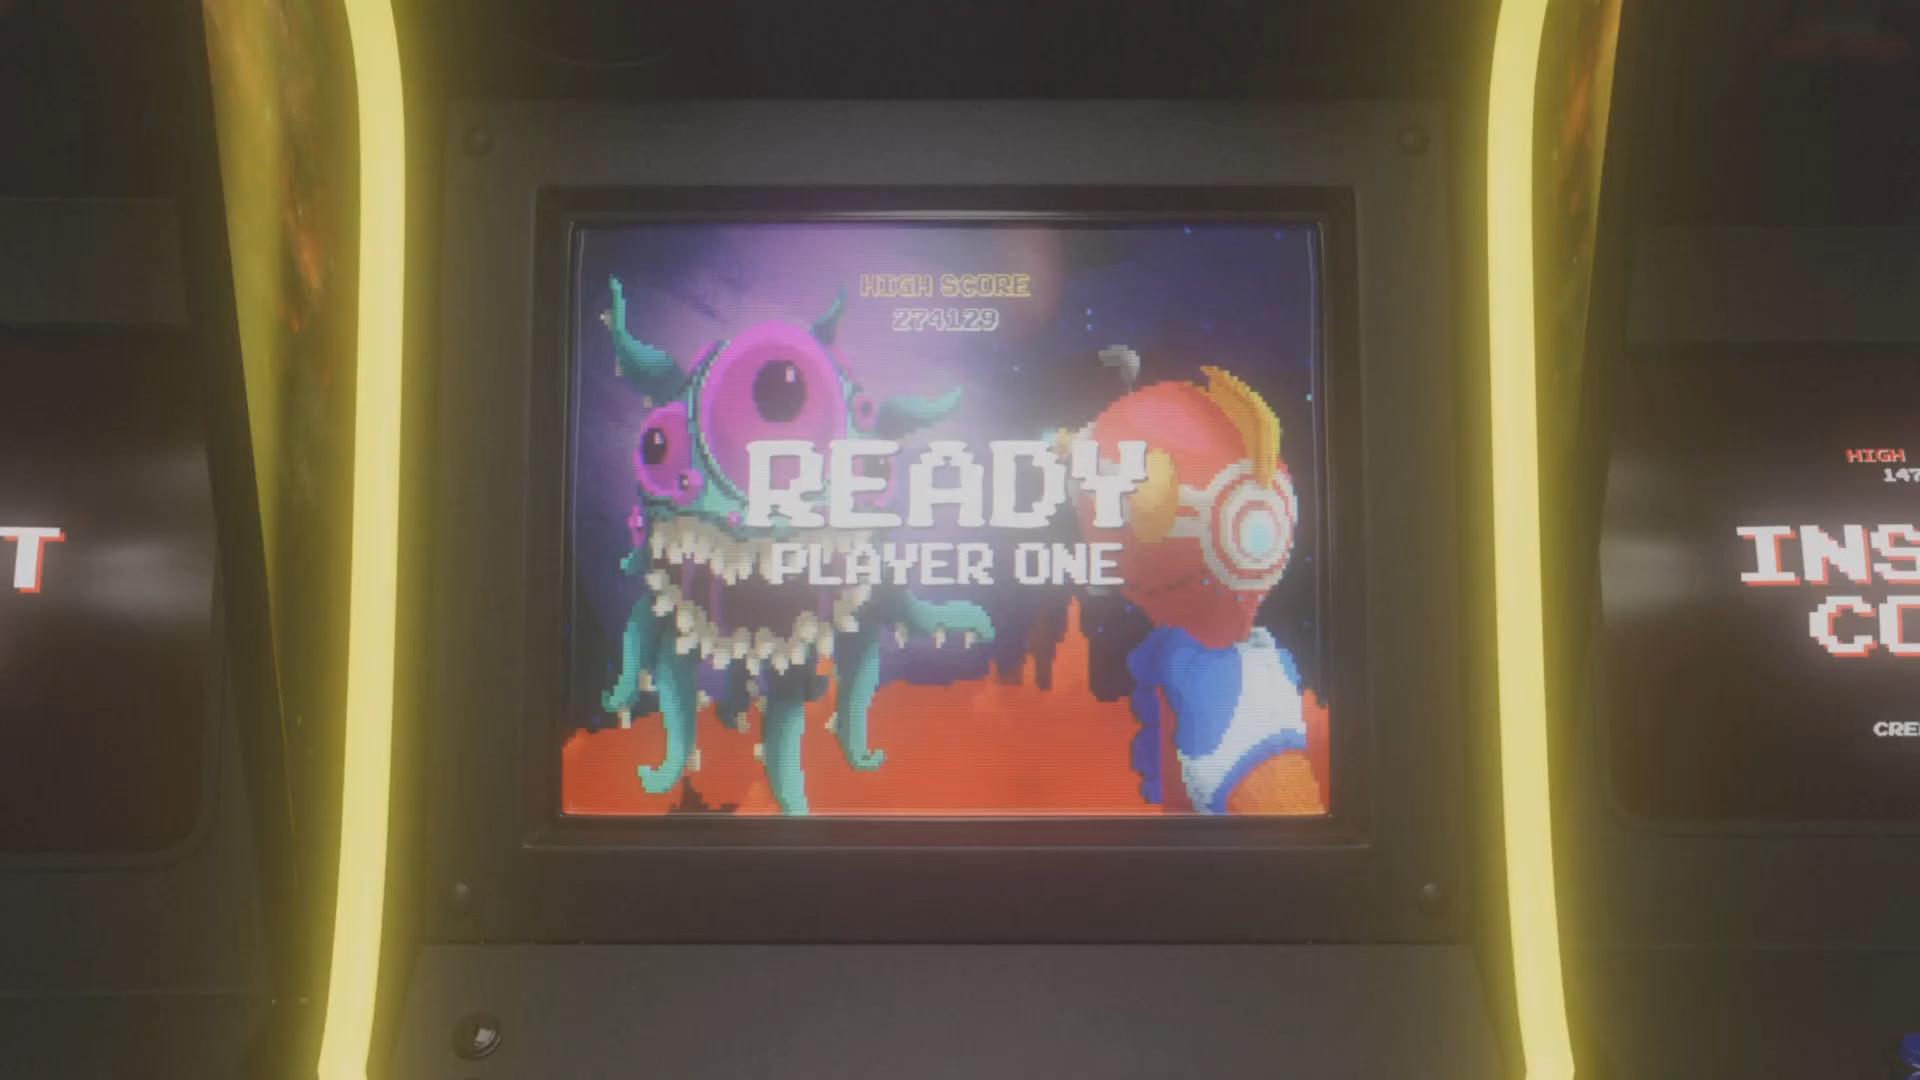 HIGH SCORE
274129
READY
PLAYER ONE
T
HIGH
147
INS
CO
CRE